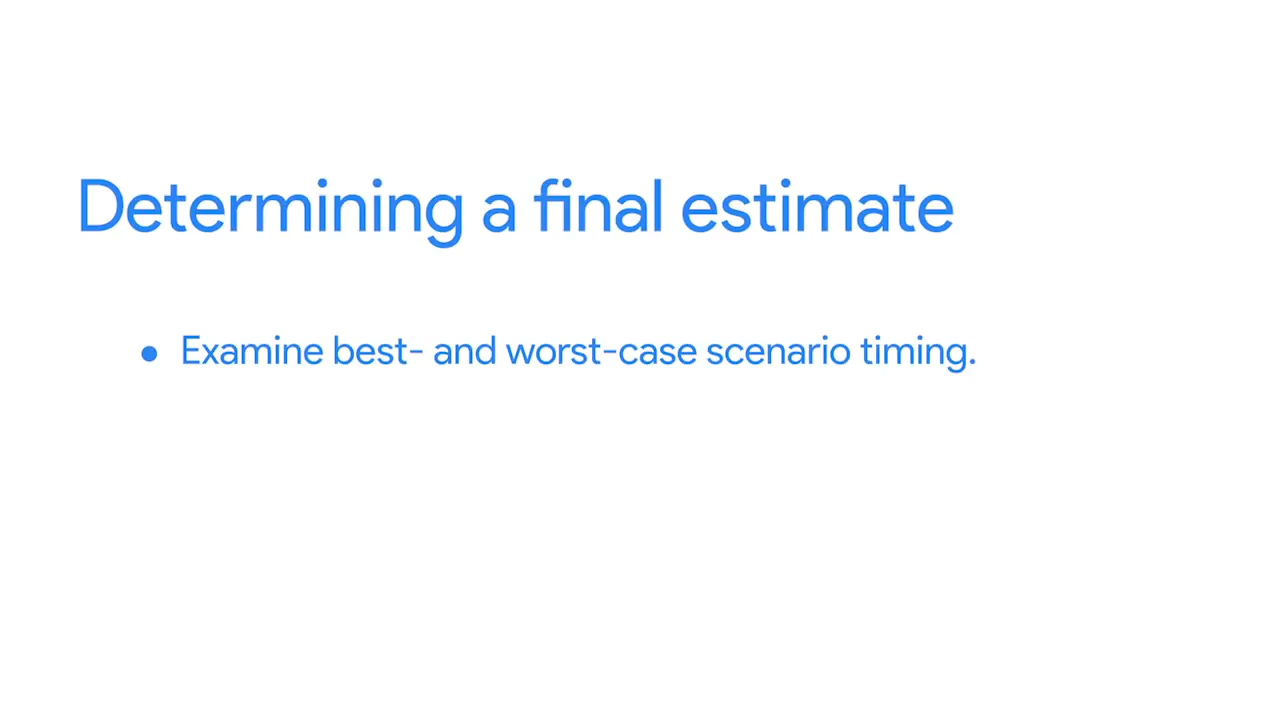 Determining a final estimate
● Examine best- and worst-case scenario timing.